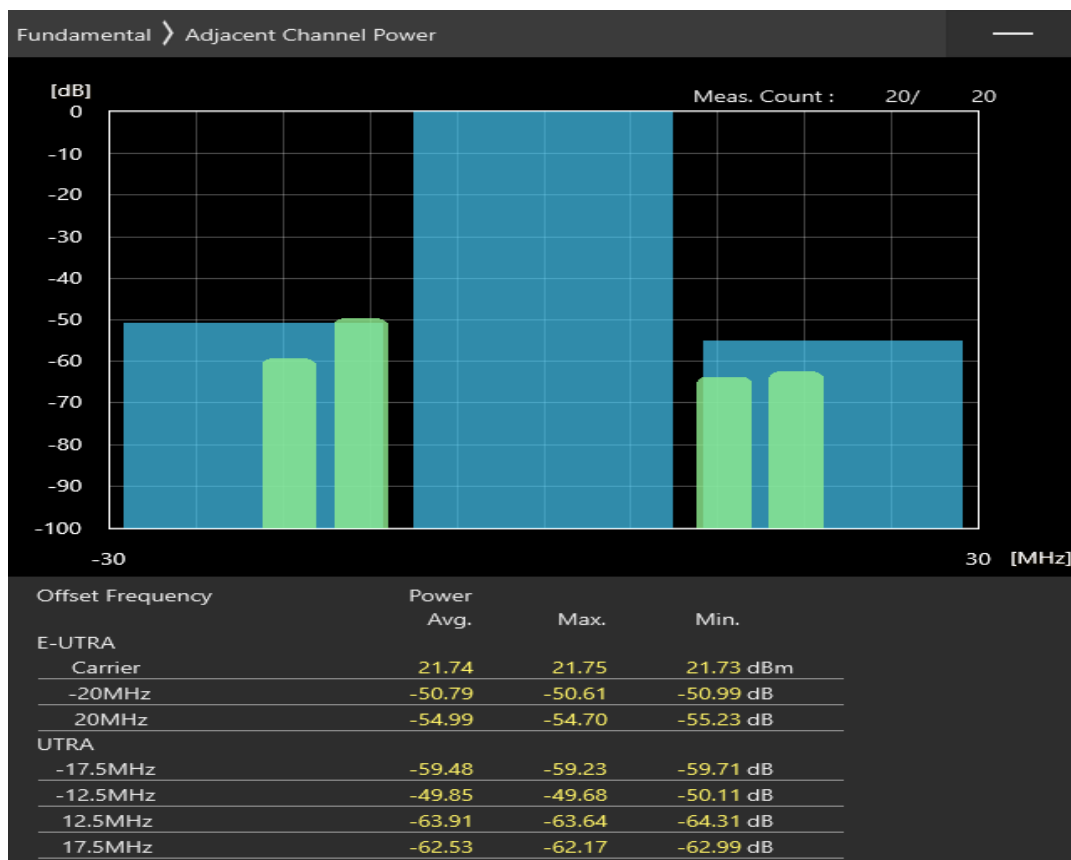 Fundamental ❯ Adjacent Channel Power
[dB]
Meas. Count : 20/ 20
0
-10
-20
-30
-40
-50
-60
-70
-80
-90
-100
-30 30 [MHz]
Offset Frequency Power
Avg. Max. Min.
E-UTRA
Carrier 21.74 21.75 21.73 dBm
-20MHz -50.79 -50.61 -50.99 dB
20MHz -54.99 -54.70 -55.23 dB
UTRA
-17.5MHz -59.48 -59.23 -59.71 dB
-12.5MHz -49.85 -49.68 -50.11 dB
12.5MHz -63.91 -63.64 -64.31 dB
17.5MHz -62.53 -62.17 -62.99 dB